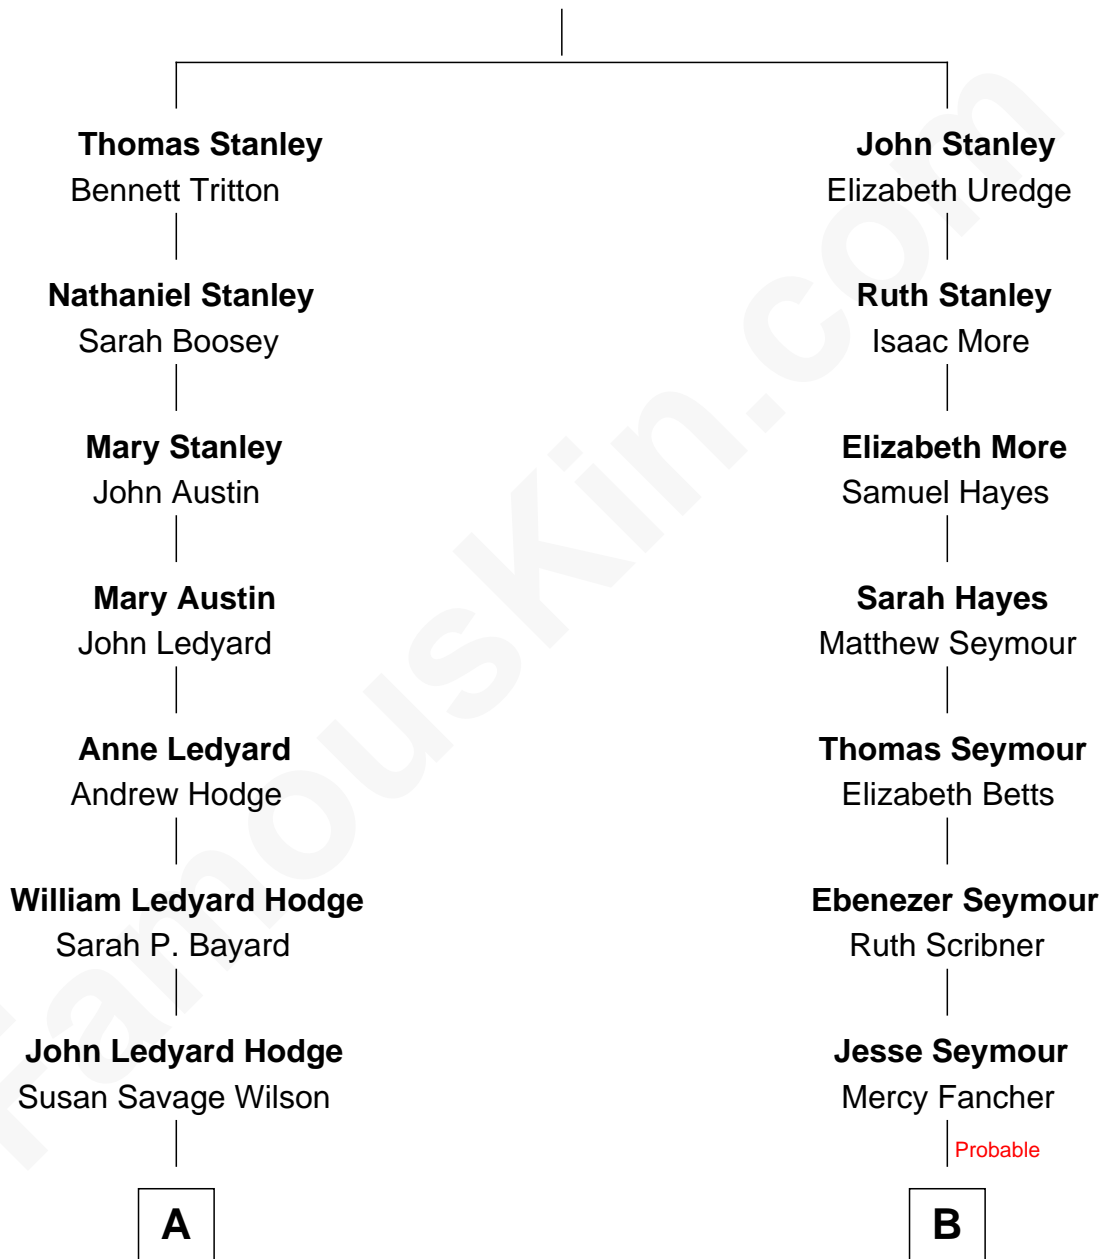 Thomas Stanley
Bennett Tritton
Nathaniel Stanley
Sarah Boosey
Mary Stanley
John Austin
Mary Austin
John Ledyard
Anne Ledyard
Andrew Hodge
William Ledyard Hodge
Sarah P. Bayard
John Ledyard Hodge
Susan Savage Wilson
A
John Stanley
Elizabeth Uredge
Ruth Stanley
Isaac More
Elizabeth More
Samuel Hayes
Sarah Hayes
Matthew Seymour
Thomas Seymour
Elizabeth Betts
Ebenezer Seymour
Ruth Scribner
Jesse Seymour
Mercy Fancher
Probable
B
FamousKin.com